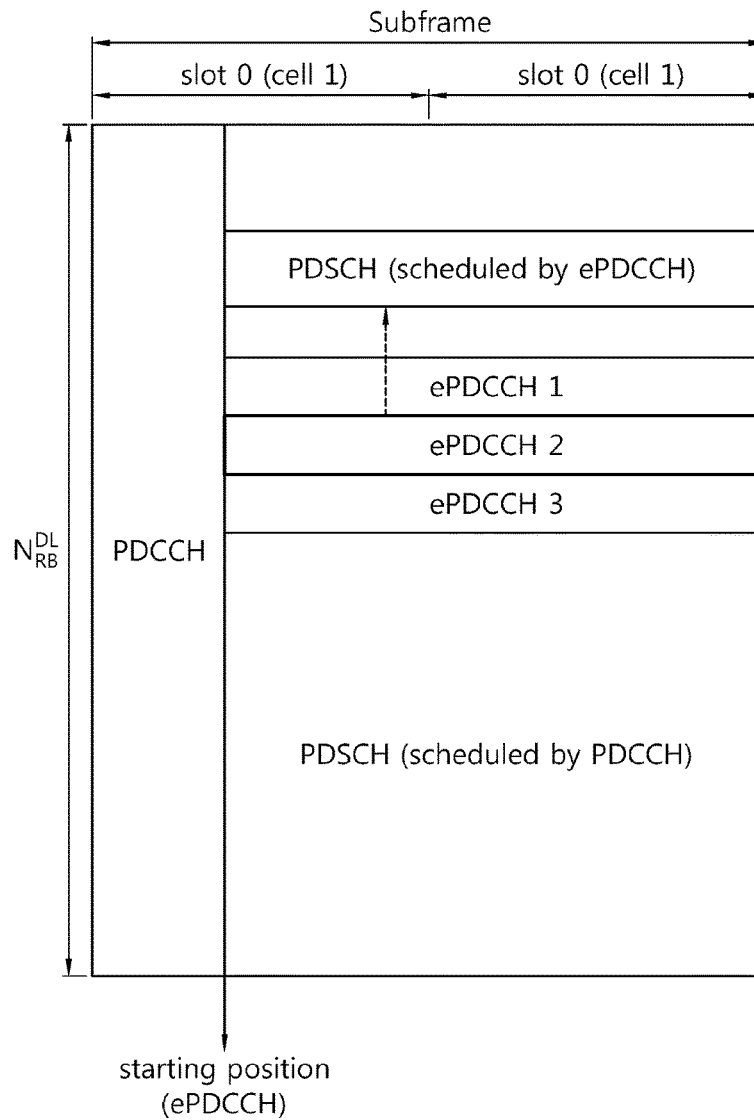 Subframe
slot 0 (cell 1) slot 0 (cell 1)
PDSCH (scheduled by ePDCCH)
ePDCCH 1
ePDCCH 2
ePDCCH 3
N_RB^DL PDCCH
PDSCH (scheduled by PDCCH)
starting position
(ePDCCH)